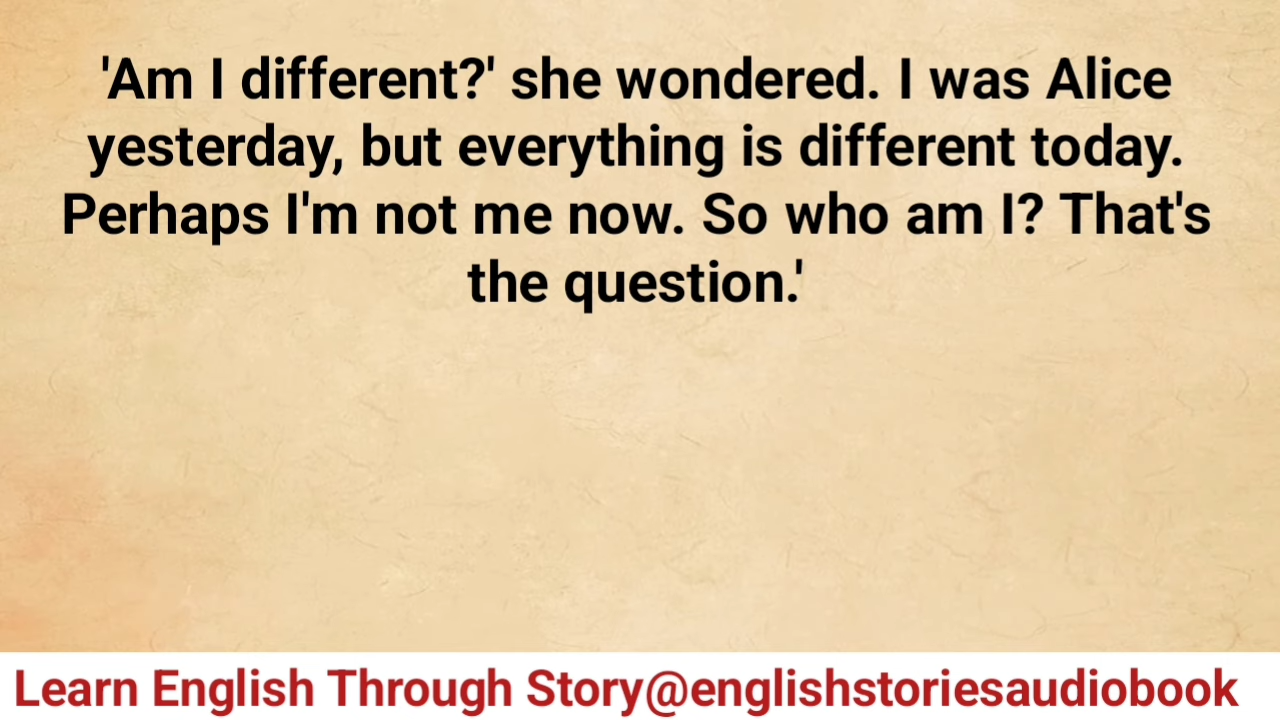 'Am I different?' she wondered. I was Alice
yesterday, but everything is different today.
Perhaps I'm not me now. So who am I? That's
the question.'
Learn English Through Story@englishstoriesaudiobook